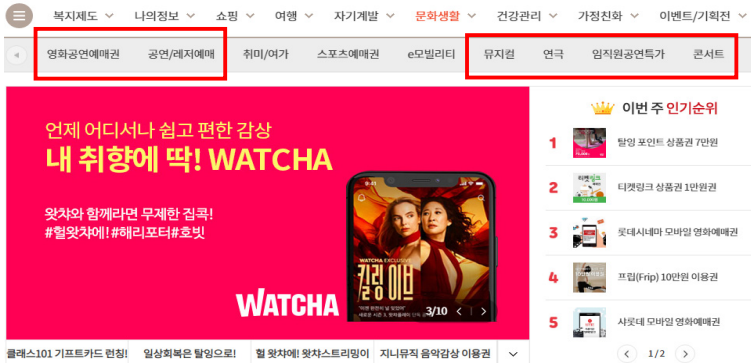 복지제도 나의정보 쇼핑 여행 자기계발 문화생활 건강관리 가정친화 이벤트/기획전
영화공연예매권 공연/레저예매 취미/여가 스포츠예매권 e모빌리티 뮤지컬 연극 임직원공연특가 콘서트
언제 어디서나 쉽고 편한 감상
내 취향에 딱! WATCHA
왓챠와 함께라면 무제한 집콕!
#헐왓챠에! #해리포터 #호빗
9:41
WATCHA EXCLUSIVE
킬링 이브
WATCHA
3/10
클래스101 기프트카드 런칭! 일상회복은 탈잉으로! 헐 왓챠에! 왓챠스트리밍이 지니뮤직 음악감상 이용권
이번 주 인기순위
1 탈잉 포인트 상품권 7만원
2 티켓링크 상품권 1만원권
3 롯데시네마 모바일 영화예매권
4 프립(Frip) 10만원 이용권
5 샤롯데 모바일 영화예매권
1/2